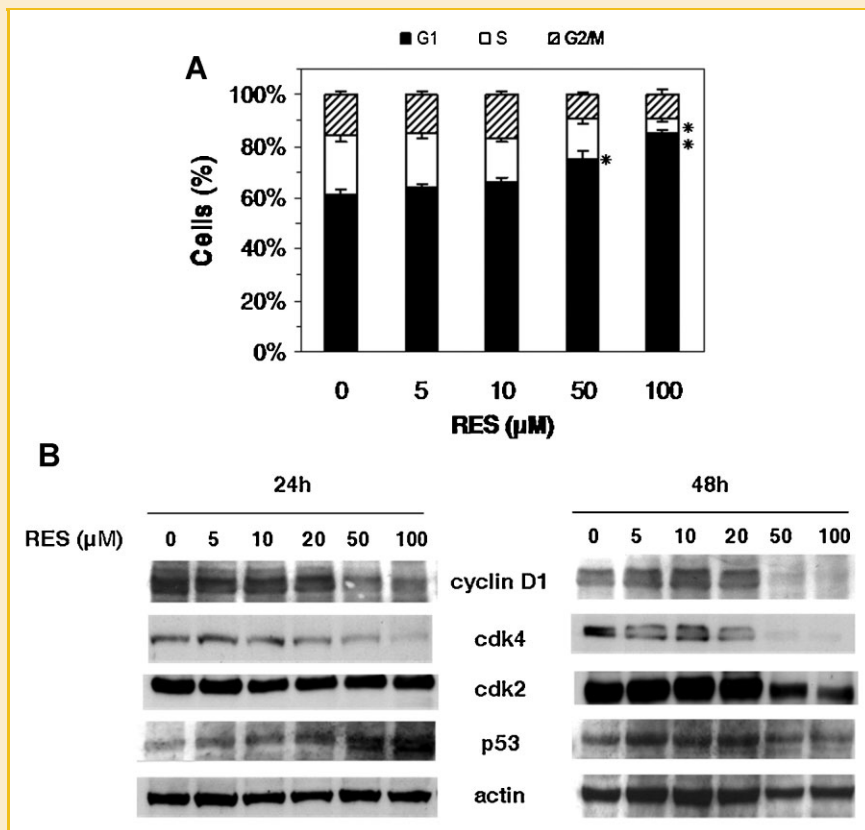 G1 S G2/M
A
100%
80%
60%
40%
20%
0%
Cells (%)
* * *
0 5 10 50 100
RES (µM)
B
24h 48h
RES (µM) 0 5 10 20 50 100 0 5 10 20 50 100
cyclin D1
cdk4
cdk2
p53
actin